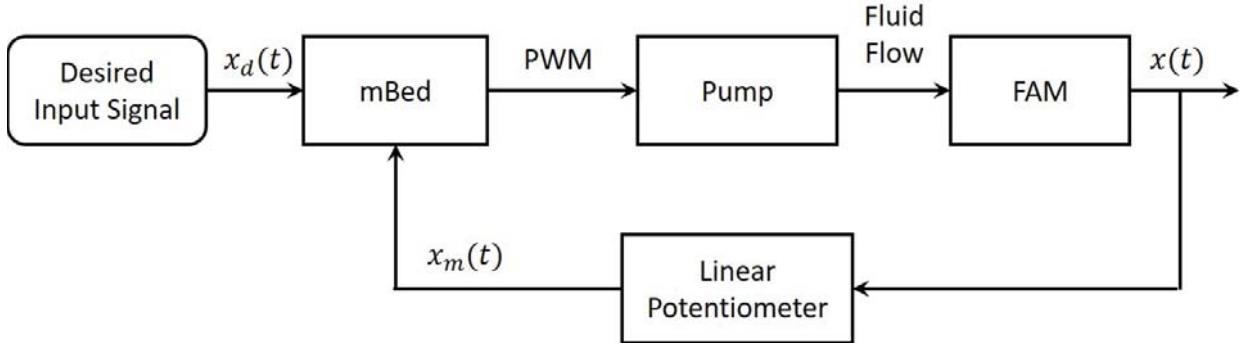 Desired
Input Signal
x_d(t)
mBed
PWM
Pump
Fluid
Flow
FAM
x(t)
x_m(t)
Linear
Potentiometer